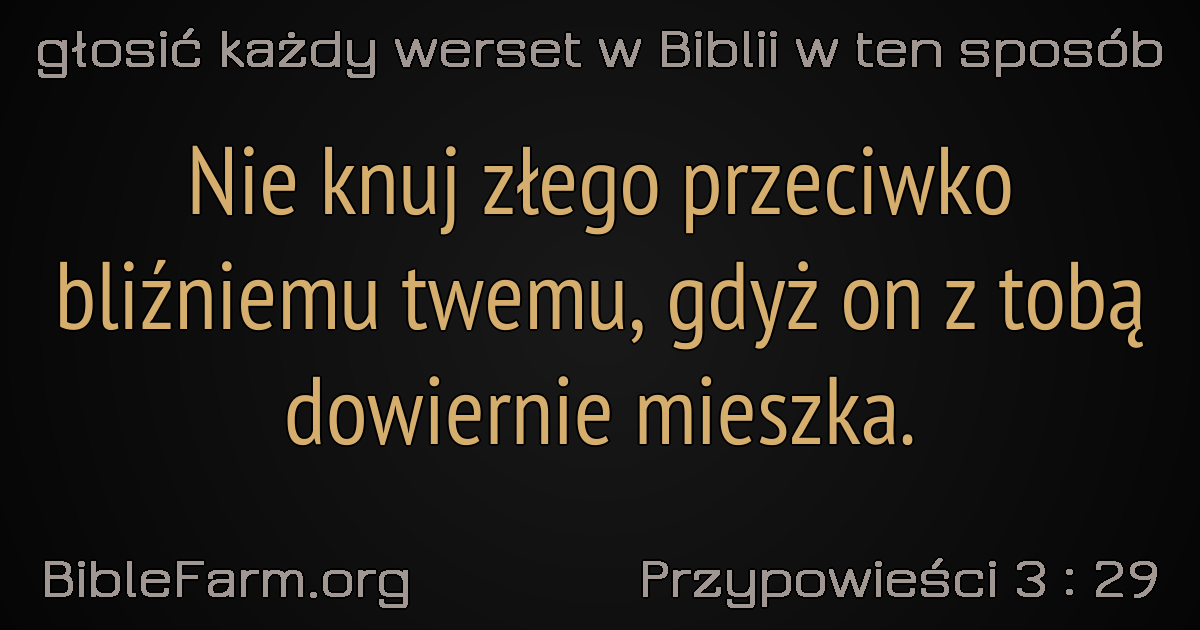 głosić każdy werset w Biblii w ten sposób
Nie knuj złego przeciwko
bliźniemu twemu, gdyż on z tobą
dowiernie mieszka.
BibleFarm.org
Przypowieści 3 : 29